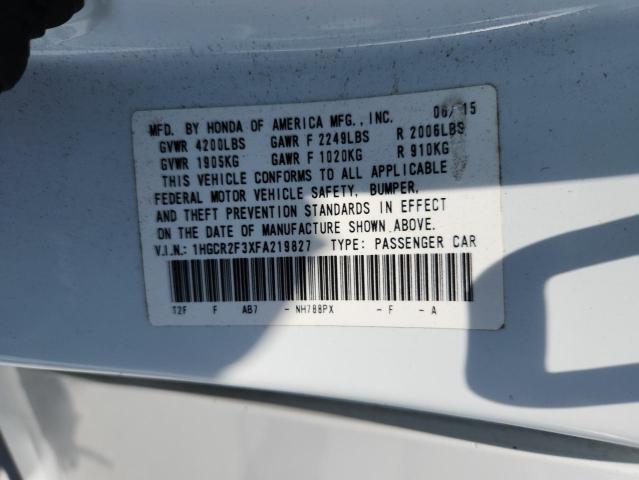 MFD. BY HONDA OF AMERICA MFG., INC. 06/15
GVWR 4200LBS GAWR F 2249LBS R 2006LBS
GVWR 1905KG GAWR F 1020KG R 910KG
THIS VEHICLE CONFORMS TO ALL APPLICABLE
FEDERAL MOTOR VEHICLE SAFETY, BUMPER,
AND THEFT PREVENTION STANDARDS IN EFFECT
ON THE DATE OF MANUFACTURE SHOWN ABOVE.
V.I.N.: 1HGCR2F3XFA219827 TYPE: PASSENGER CAR
T2F F AB7 - NH788PX - F - A